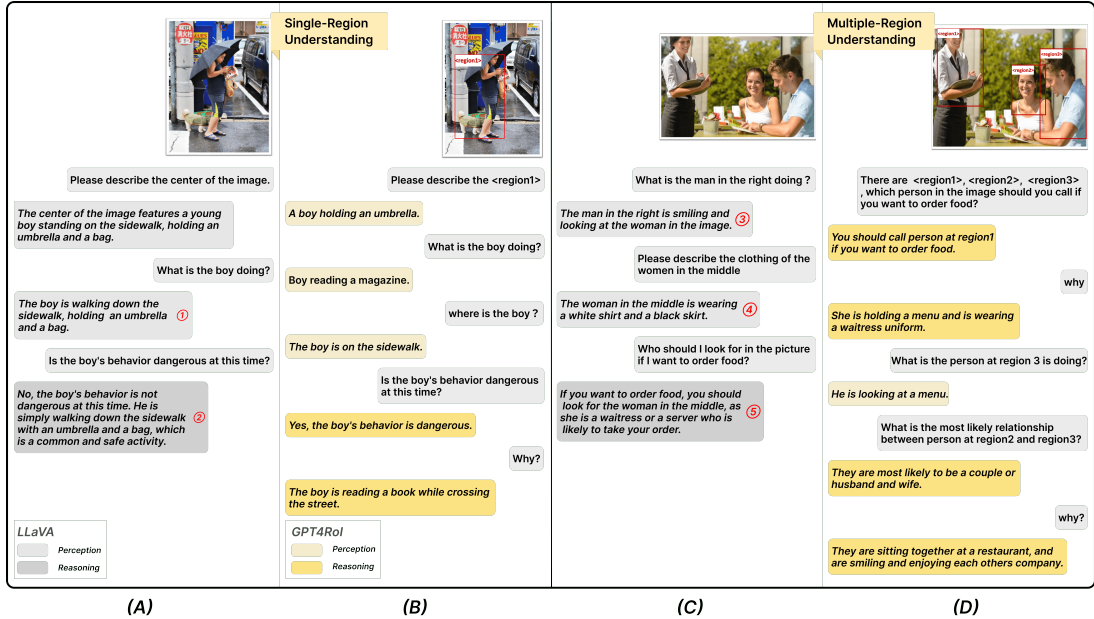 Single-Region
Understanding
Please describe the center of the image.
The center of the image features a young
boy standing on the sidewalk, holding an
umbrella and a bag.
What is the boy doing?
The boy is walking down the
sidewalk, holding an umbrella
and a bag.
①
Is the boy's behavior dangerous at this time?
No, the boy's behavior is not
dangerous at this time. He is
simply walking down the sidewalk
with an umbrella and a bag, which
is a common and safe activity.
②
LLaVA
Perception
Reasoning
(A)
<region1>
Please describe the <region1>
A boy holding an umbrella.
What is the boy doing?
Boy reading a magazine.
where is the boy ?
The boy is on the sidewalk.
Is the boy's behavior dangerous
at this time?
Yes, the boy's behavior is dangerous.
Why?
The boy is reading a book while crossing
the street.
GPT4RoI
Perception
Reasoning
(B)
Multiple-Region
Understanding
What is the man in the right doing ?
The man in the right is smiling and
looking at the woman in the image.
③
Please describe the clothing of the
women in the middle
The woman in the middle is wearing
a white shirt and a black skirt.
④
Who should I look for in the picture
if I want to order food?
If you want to order food, you should
look for the woman in the middle, as
she is a waitress or a server who is
likely to take your order.
⑤
(C)
<region1>
<region2>
<region3>
There are <region1>, <region2>, <region3>
, which person in the image should you call if
you want to order food?
You should call person at region1
if you want to order food.
why
She is holding a menu and is wearing
a waitress uniform.
What is the person at region 3 is doing?
He is looking at a menu.
What is the most likely relationship
between person at region2 and region3?
They are most likely to be a couple or
husband and wife.
why?
They are sitting together at a restaurant, and
are smiling and enjoying each others company.
(D)